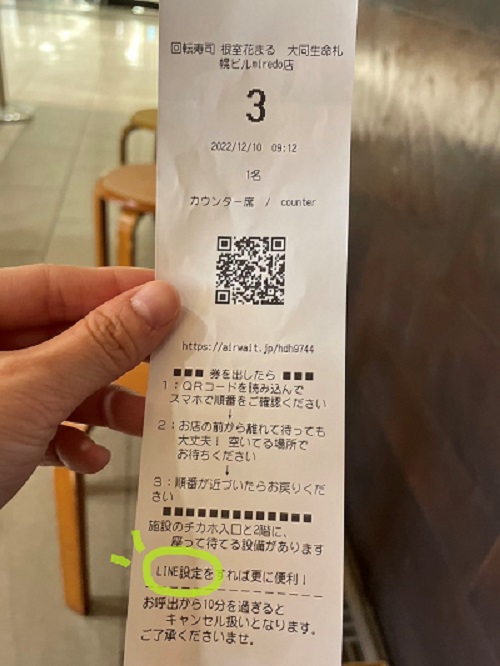 回転寿司 根室花まる 大同生命札
幌ビルmiredo店
3
2022/12/10 09:12
1名
カウンター席 / counter
https://airwait.jp/hdh9744
■■■ 券を出したら ■■■
1：QRコードを読み込んで
スマホで順番をご確認ください
↓
2：お店の前から離れて待っても
大丈夫！空いてる場所で
お待ちください
↓
3：順番が近づいたらお戻りくだ
さい
■■■■■■■■■■■■■■■
施設のチカホ入口と2階に、
座って待てる設備があります
LINE設定をすれば更に便利！
お呼出から10分を過ぎると
キャンセル扱いとなります。
ご了承くださいませ。